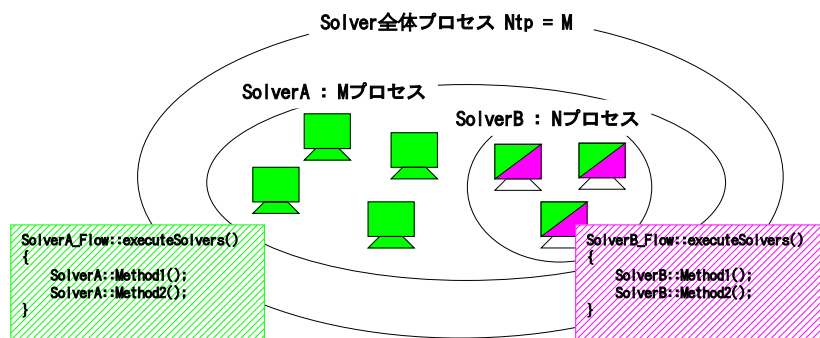 Solver全体プロセス Ntp = M
SolverA : Mプロセス
SolverB : Nプロセス
SolverA_Flow::executeSolvers()
{
SolverA::Method1();
SolverA::Method2();
}
SolverB_Flow::executeSolvers()
{
SolverB::Method1();
SolverB::Method2();
}